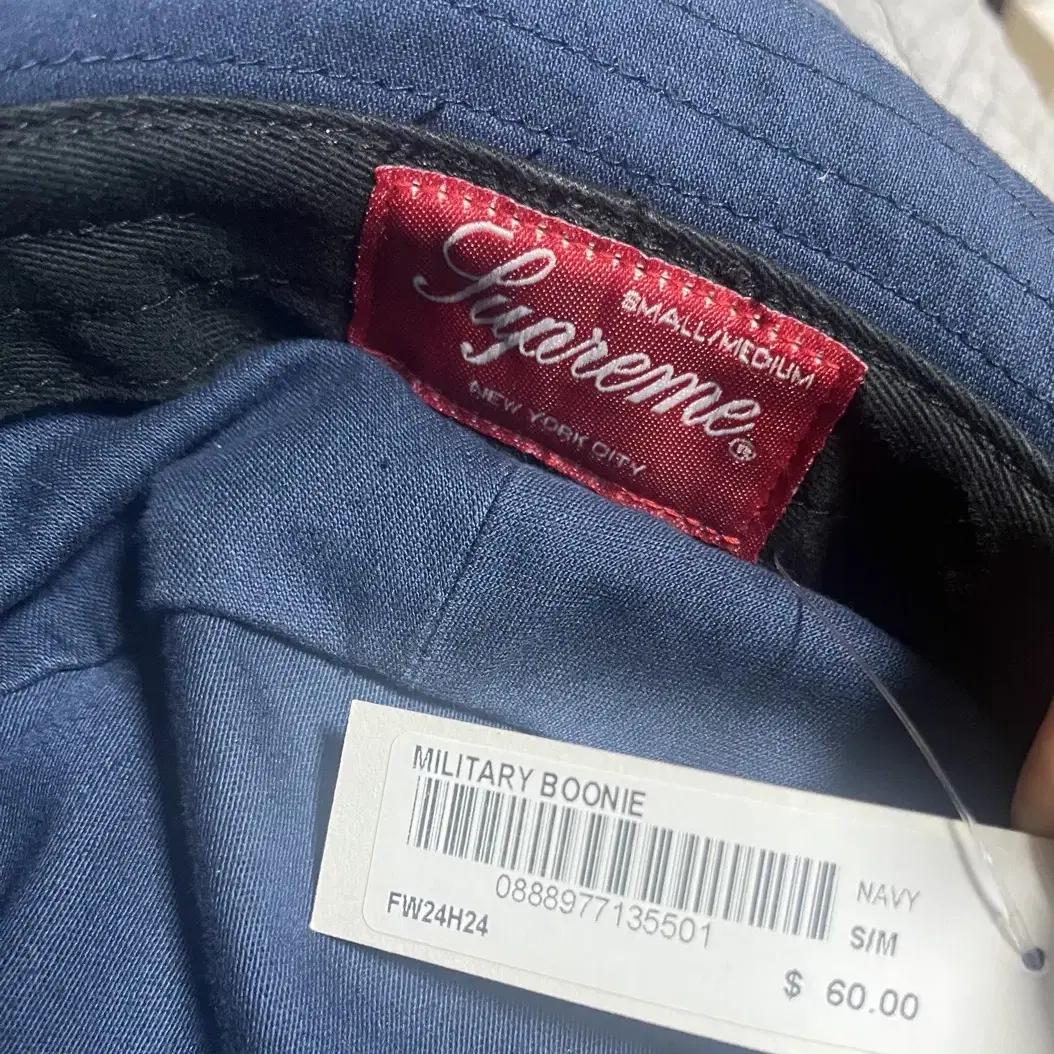 SMALL/MEDIUM
Supreme®
NEW YORK CITY
MILITARY BOONIE
0888977135501
NAVY
FW24H24
S/M
$ 60.00